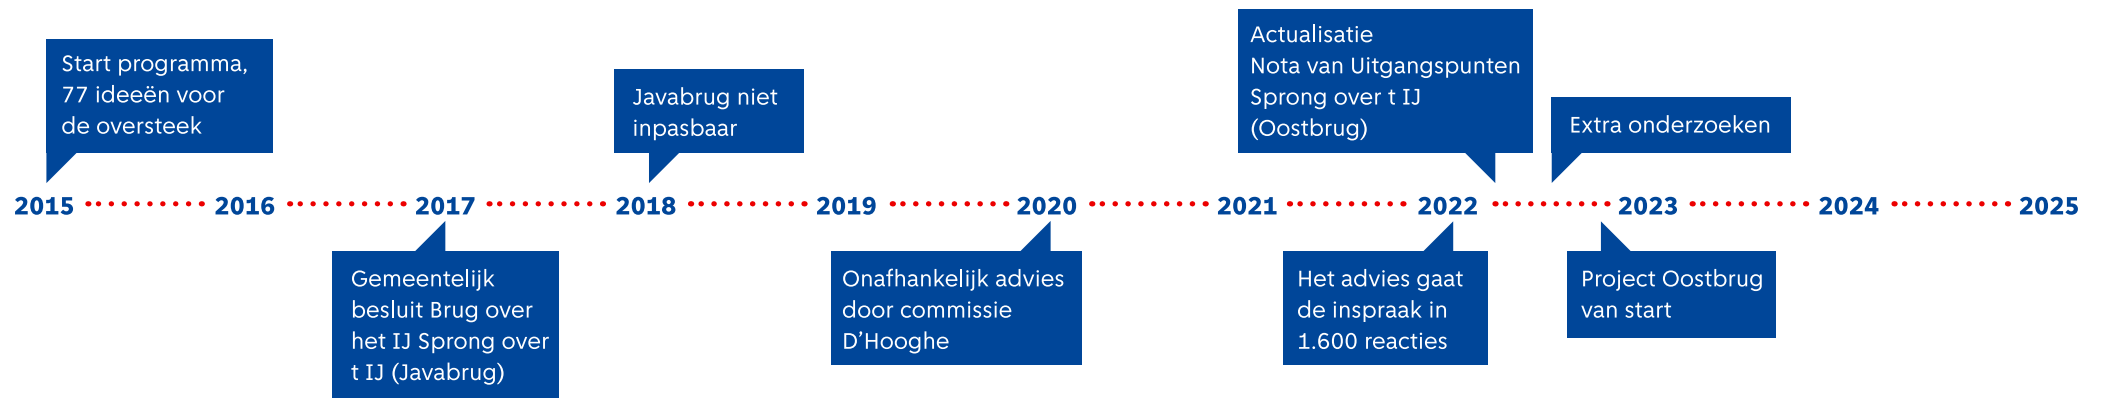 Start programma,
77 ideeën voor
de oversteek
Javabrug niet
inpasbaar
Actualisatie
Nota van Uitgangspunten
Sprong over t IJ
(Oostbrug)
Extra onderzoeken
2015 2016 2017 2018 2019 2020 2021 2022 2023 2024 2025
Gemeentelijk
besluit Brug over
het IJ Sprong over
t IJ (Javabrug)
Onafhankelijk advies
door commissie
D’Hooghe
Het advies gaat
de inspraak in
1.600 reacties
Project Oostbrug
van start